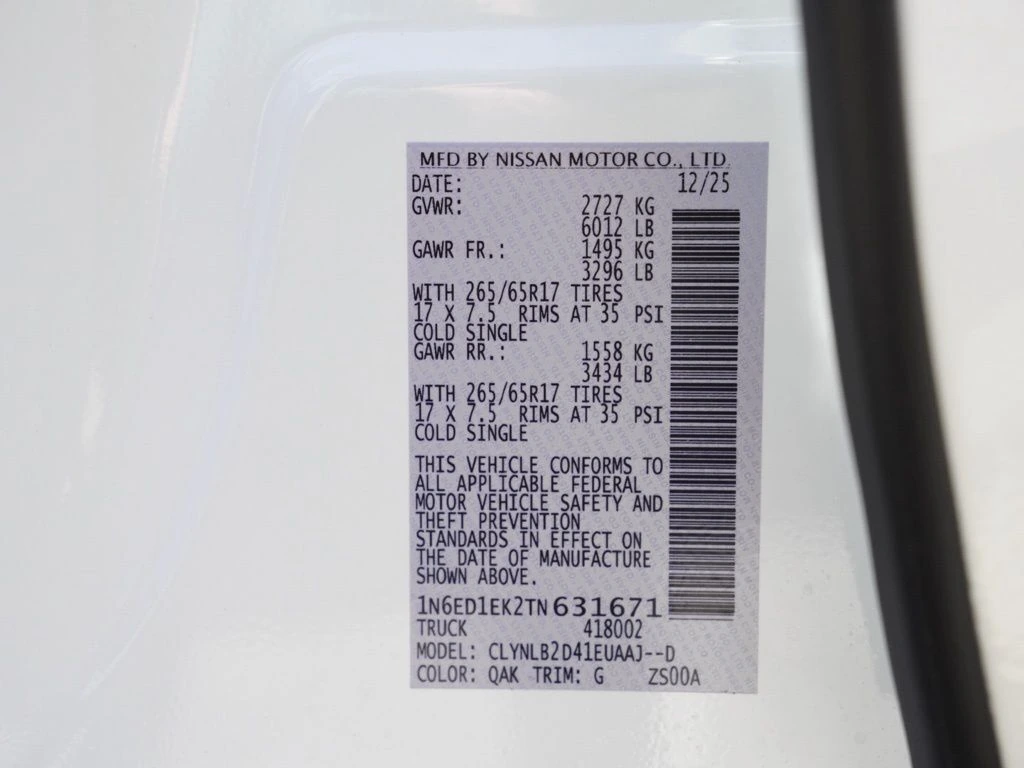 MFD BY NISSAN MOTOR CO., LTD.
DATE: 12/25
GVWR: 2727 KG
6012 LB
GAWR FR.: 1495 KG
3296 LB
WITH 265/65R17 TIRES
17 X 7.5 RIMS AT 35 PSI
COLD SINGLE
GAWR RR.: 1558 KG
3434 LB
WITH 265/65R17 TIRES
17 X 7.5 RIMS AT 35 PSI
COLD SINGLE
THIS VEHICLE CONFORMS TO
ALL APPLICABLE FEDERAL
MOTOR VEHICLE SAFETY AND
THEFT PREVENTION
STANDARDS IN EFFECT ON
THE DATE OF MANUFACTURE
SHOWN ABOVE.
1N6ED1EK2TN631671
TRUCK 418002
MODEL: CLYNLB2D41EUAAJ--D
COLOR: QAK TRIM: G ZS00A